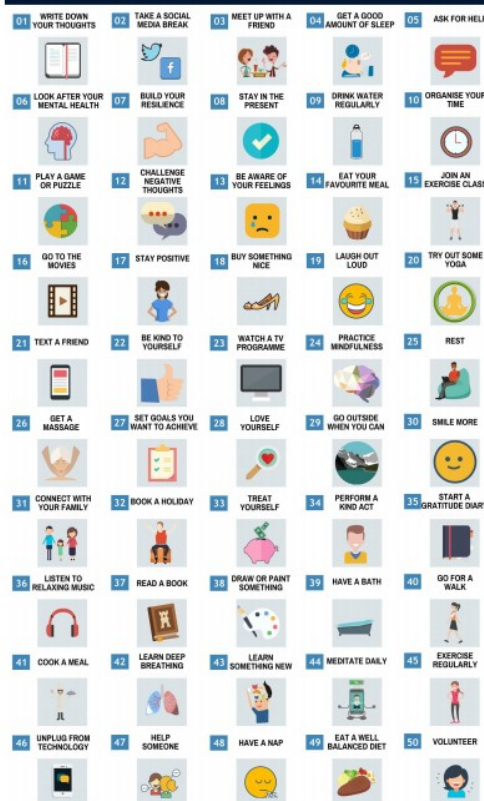 01 WRITE DOWN
YOUR THOUGHTS
02 TAKE A SOCIAL
MEDIA BREAK
03 MEET UP WITH A
FRIEND
04 GET A GOOD
AMOUNT OF SLEEP
05 ASK FOR HELP
06 LOOK AFTER YOUR
MENTAL HEALTH
07 BUILD YOUR
RESILIENCE
08 STAY IN THE
PRESENT
09 DRINK WATER
REGULARLY
10 ORGANISE YOUR
TIME
11 PLAY A GAME
OR PUZZLE
12 CHALLENGE
NEGATIVE
THOUGHTS
13 BE AWARE OF
YOUR FEELINGS
14 EAT YOUR
FAVOURITE MEAL
15 JOIN AN
EXERCISE CLASS
16 GO TO THE
MOVIES
17 STAY POSITIVE
18 BUY SOMETHING
NICE
19 LAUGH OUT
LOUD
20 TRY OUT SOME
YOGA
21 TEXT A FRIEND
22 BE KIND TO
YOURSELF
23 WATCH A TV
PROGRAMME
24 PRACTICE
MINDFULNESS
25 REST
26 GET A
MASSAGE
27 SET GOALS YOU
WANT TO ACHIEVE
28 LOVE
YOURSELF
29 GO OUTSIDE
WHEN YOU CAN
30 SMILE MORE
31 CONNECT WITH
YOUR FAMILY
32 BOOK A HOLIDAY
33 TREAT
YOURSELF
34 PERFORM A
KIND ACT
35 START A
GRATITUDE DIARY
36 LISTEN TO
RELAXING MUSIC
37 READ A BOOK
38 DRAW OR PAINT
SOMETHING
39 HAVE A BATH
40 GO FOR A
WALK
41 COOK A MEAL
42 LEARN DEEP
BREATHING
43 LEARN
SOMETHING NEW
44 MEDITATE DAILY
45 EXERCISE
REGULARLY
46 UNPLUG FROM
TECHNOLOGY
47 HELP
SOMEONE
48 HAVE A NAP
49 EAT A WELL
BALANCED DIET
50 VOLUNTEER